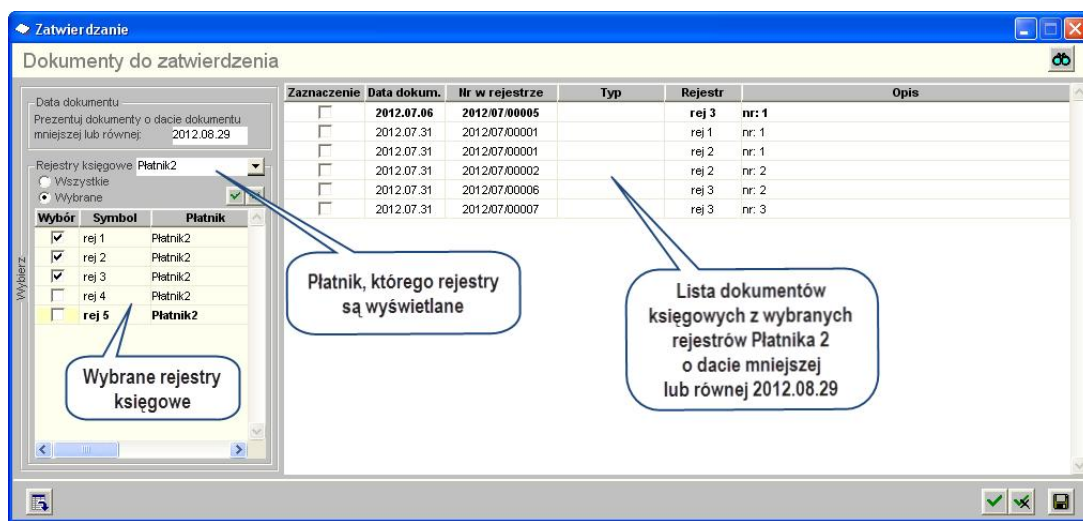 Zatwierdzanie
Dokumenty do zatwierdzenia
Data dokumentu
Prezentuj dokumenty o dacie dokumentu
mniejszej lub równej: 2012.08.29
Rejestry księgowe Płatnik2
Wszystkie
Wybrane
Wybierz
Wybór Symbol Płatnik
rej 1 Płatnik2
rej 2 Płatnik2
rej 3 Płatnik2
rej 4 Płatnik2
rej 5 Płatnik2
Wybrane rejestry
księgowe
Zaznaczenie Data dokum. Nr w rejestrze Typ Rejestr Opis
2012.07.06 2012/07/00005 rej 3 nr: 1
2012.07.31 2012/07/00001 rej 1 nr: 1
2012.07.31 2012/07/00001 rej 2 nr: 1
2012.07.31 2012/07/00002 rej 2 nr: 2
2012.07.31 2012/07/00006 rej 3 nr: 2
2012.07.31 2012/07/00007 rej 3 nr: 3
Płatnik, którego rejestry
są wyświetlane
Lista dokumentów
księgowych z wybranych
rejestrów Płatnika 2
o dacie mniejszej
lub równej 2012.08.29